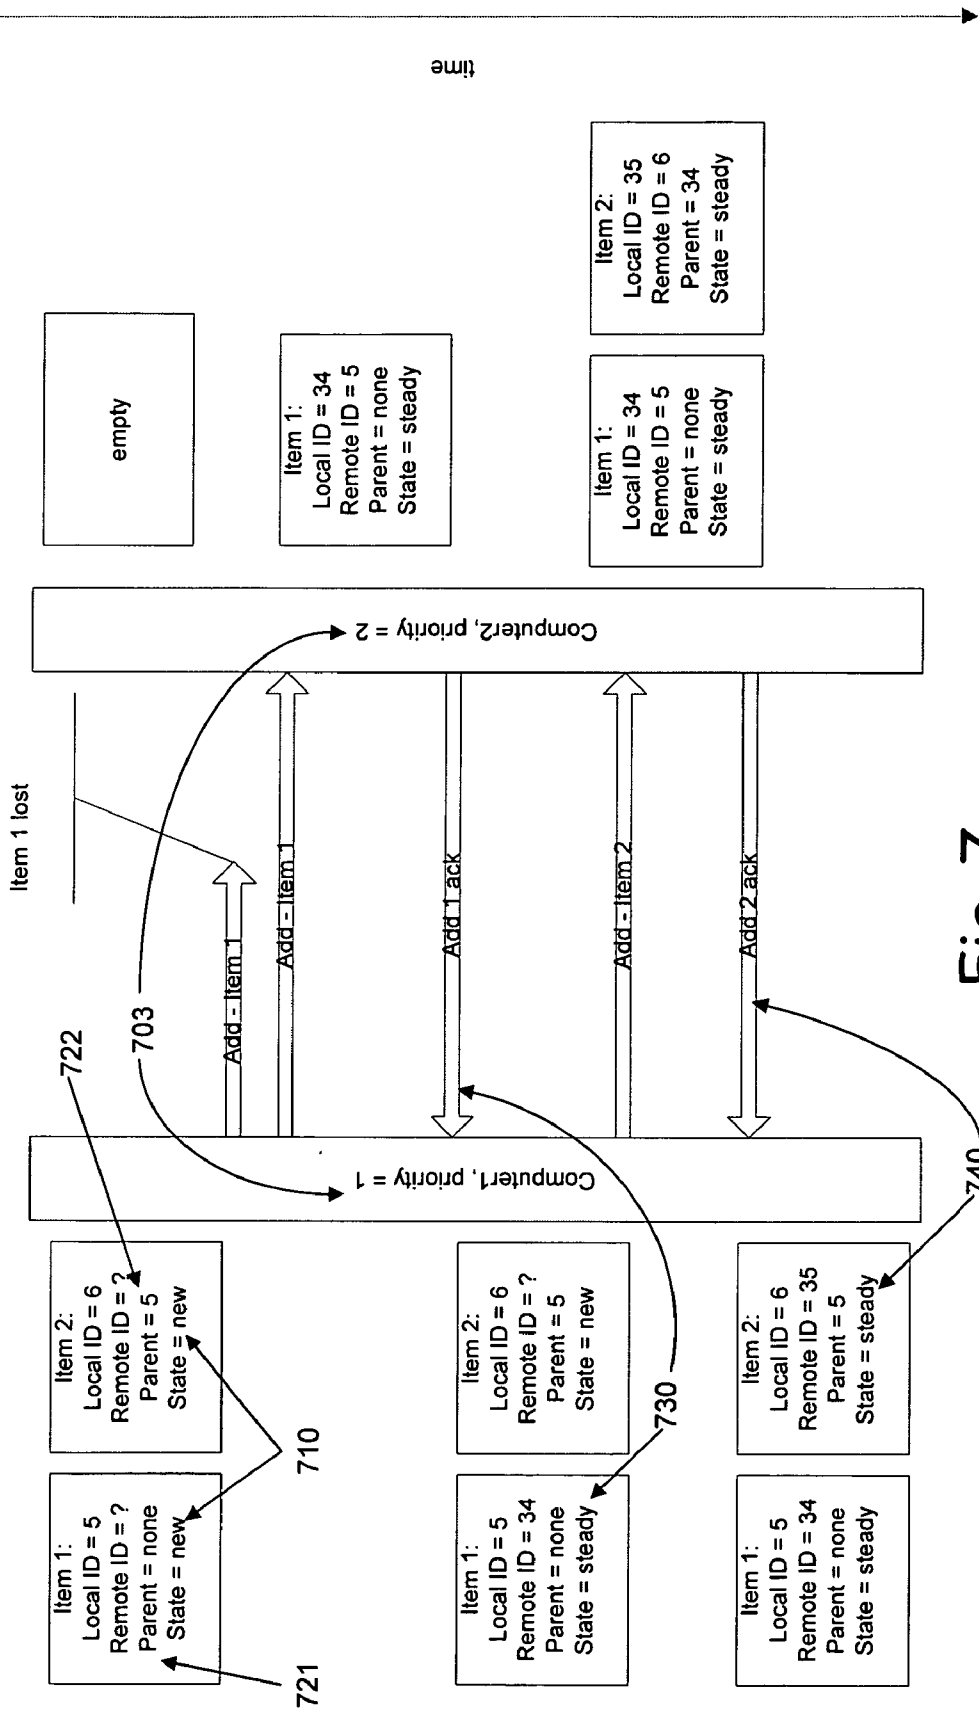 Item 1:
Local ID = 5
Remote ID = ?
Parent = none
State = new
Item 2:
Local ID = 6
Remote ID = ?
Parent = 5
State = new
721
710
722
703
Item 1 lost
empty
time
Computer1, priority = 1
Computer2, priority = 2
Add - Item 1
Add - Item 1
Item 1:
Local ID = 34
Remote ID = 5
Parent = none
State = steady
Add 1 ack
Item 1:
Local ID = 5
Remote ID = 34
Parent = none
State = steady
Item 2:
Local ID = 6
Remote ID = ?
Parent = 5
State = new
730
Add - Item 2
Item 1:
Local ID = 34
Remote ID = 5
Parent = none
State = steady
Item 2:
Local ID = 35
Remote ID = 6
Parent = 34
State = steady
Add 2 ack
Item 1:
Local ID = 5
Remote ID = 34
Parent = none
State = steady
Item 2:
Local ID = 6
Remote ID = 35
Parent = 5
State = steady
740
Fig. 7